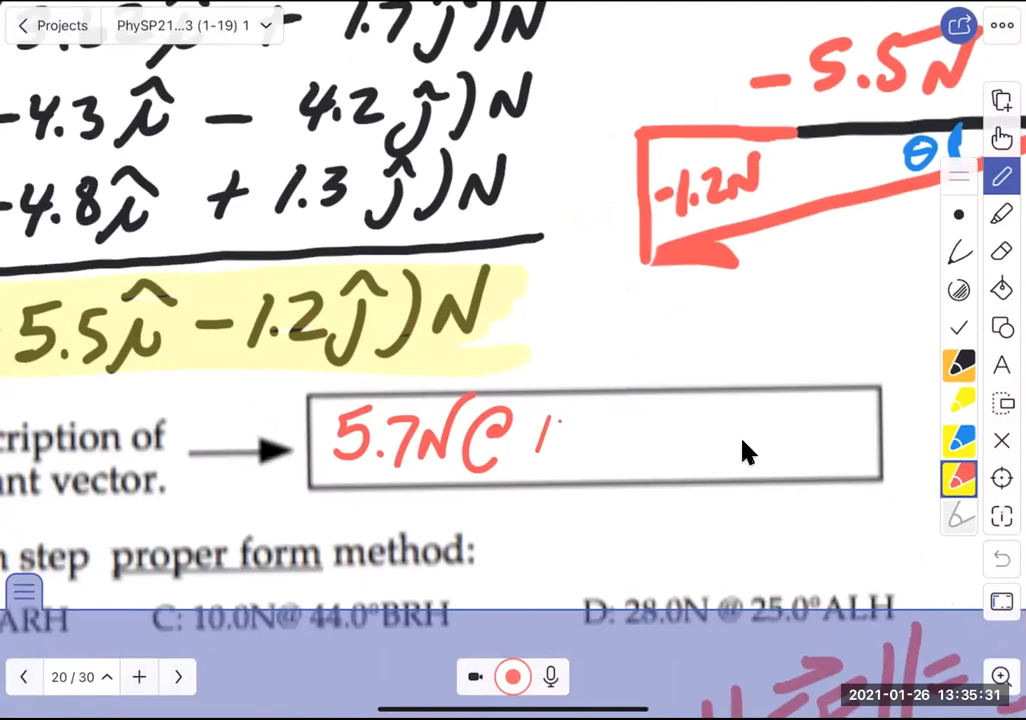 Projects
PhySP21...3 (1-19) 1
1.7ĵ)N
-4.3î - 4.2ĵ)N
-4.8î + 1.3ĵ)N
5.5î - 1.2ĵ)N
-5.5N
-1.2N
θ
cription of
nt vector.
5.7N@ 1
step proper form method:
ARH C: 10.0N@ 44.0°BRH D: 28.0N @ 25.0°ALH
20 / 30
2021-01-26 13:35:31